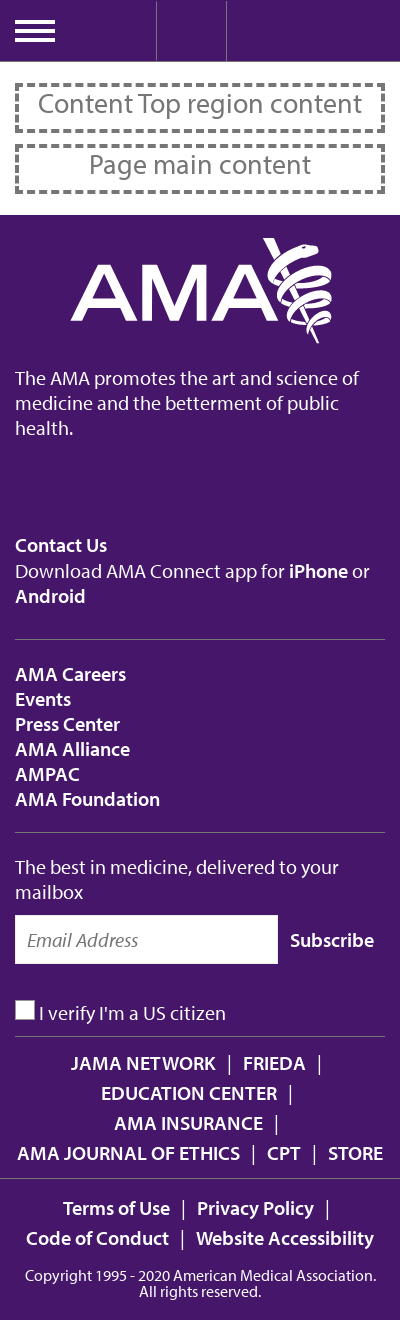 Content Top region content
Page main content
AMA
The AMA promotes the art and science of
medicine and the betterment of public
health.
Contact Us
Download AMA Connect app for iPhone or
Android
AMA Careers
Events
Press Center
AMA Alliance
AMPAC
AMA Foundation
The best in medicine, delivered to your
mailbox
Email Address Subscribe
I verify I'm a US citizen
JAMA NETWORK | FRIEDA |
EDUCATION CENTER |
AMA INSURANCE |
AMA JOURNAL OF ETHICS | CPT | STORE
Terms of Use | Privacy Policy |
Code of Conduct | Website Accessibility
Copyright 1995 - 2020 American Medical Association.
All rights reserved.